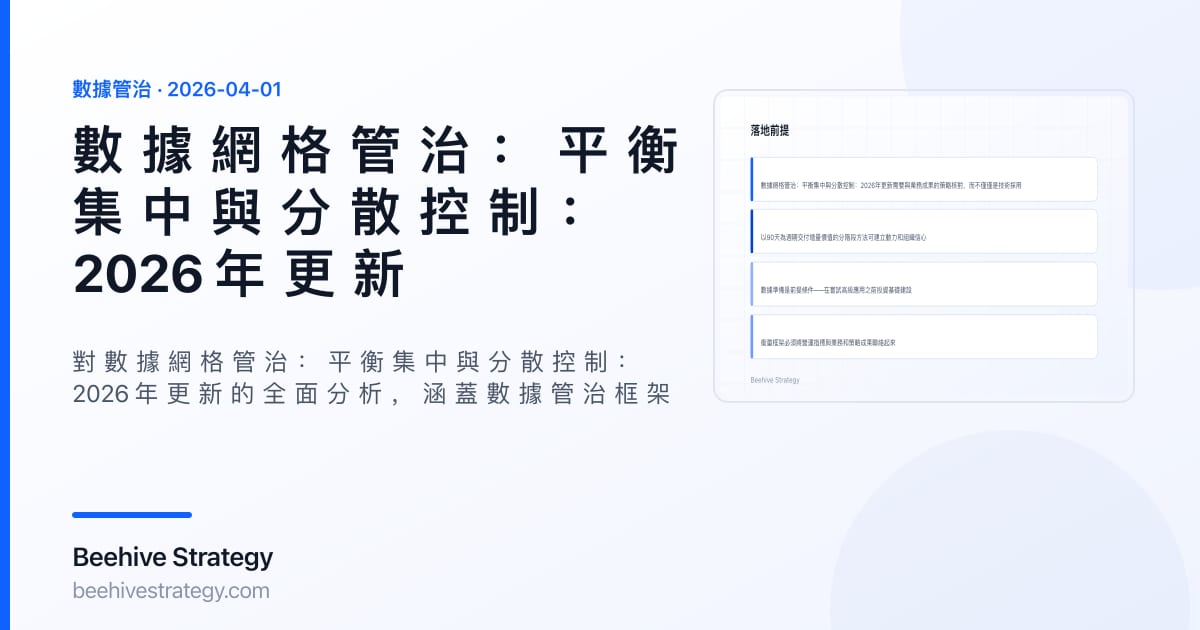 數據管治 · 2026-04-01
數據網格管治：平衡
集中與分散控制：
2026年更新
對數據網格管治：平衡集中與分散控制：
2026年更新的全面分析，涵蓋數據管治框架
Beehive Strategy
beehivestrategy.com
落地前提
數據網格管治：平衡集中與分散控制：2026年更新需要與業務成果的策略核對，而不僅僅是技術採用
以90天為週期交付增量價值的分階段方法可建立動力和組織信心
數據準備是前提條件——在嘗試高級應用之前投資基礎建設
衡量框架必須將營運指標與業務和策略成果聯絡起來
Beehive Strategy